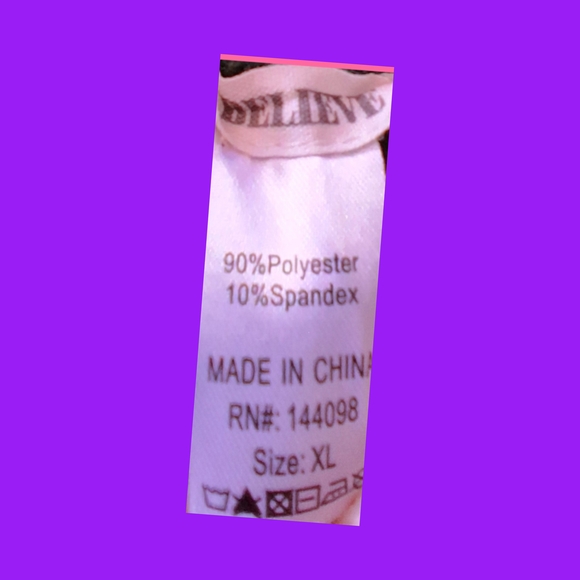 BELIEVE
90%Polyester
10%Spandex
MADE IN CHINA
RN#: 144098
Size: XL